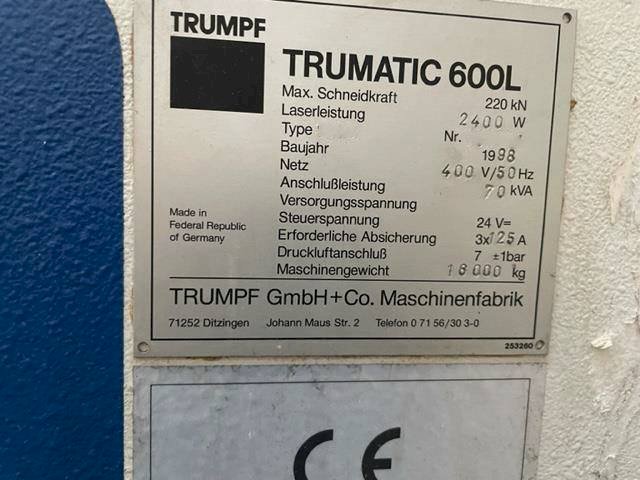 TRUMPF
TRUMATIC 600L
Max. Schneidkraft 220 kN
Laserleistung 2400 W
Type Nr.
Baujahr 1998
Netz 400 V/50 Hz
Anschlußleistung 70 kVA
Versorgungsspannung
Steuerspannung 24 V=
Erforderliche Absicherung 3x125 A
Druckluftanschluß 7 ±1bar
Maschinengewicht 18000 kg
Made in
Federal Republic
of Germany
TRUMPF GmbH+Co. Maschinenfabrik
71252 Ditzingen Johann Maus Str. 2 Telefon 0 71 56/30 3-0
253260
CE